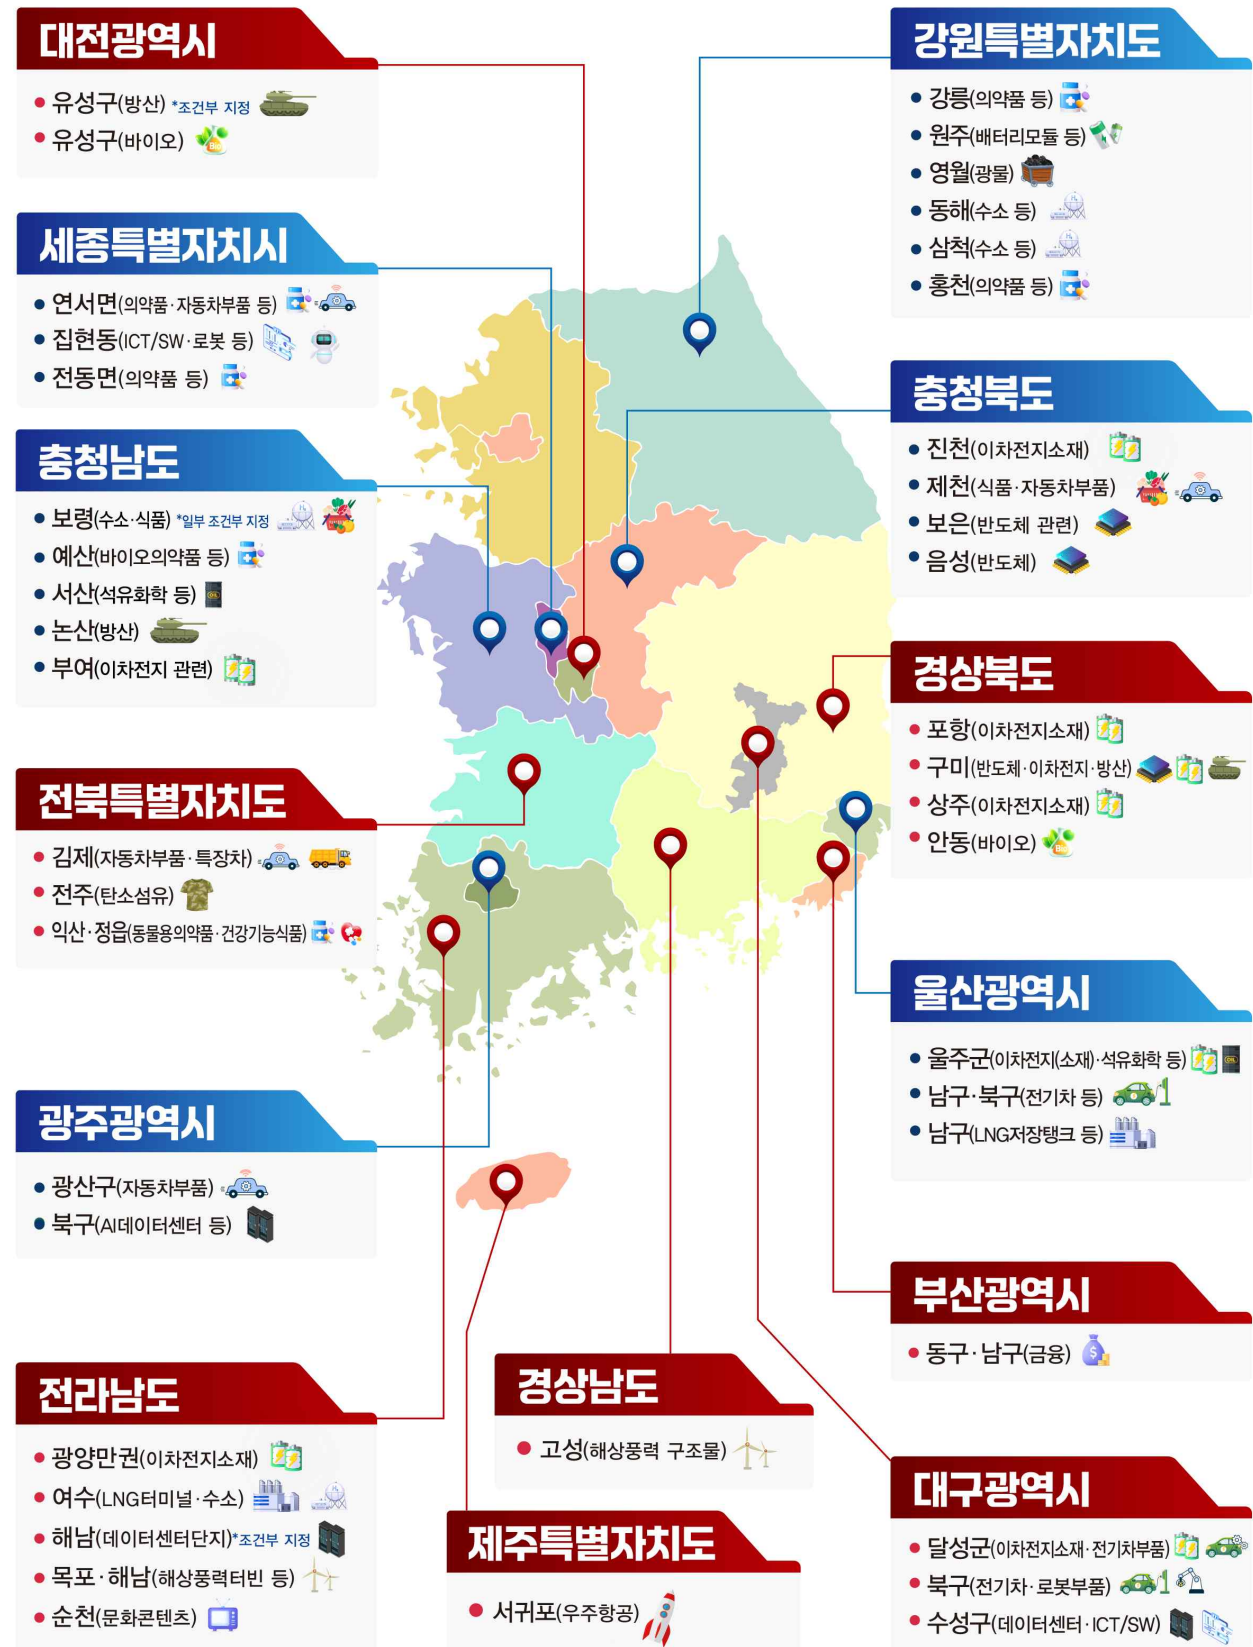 대전광역시
• 유성구(방산) *조건부 지정
• 유성구(바이오)
세종특별자치시
• 연서면(의약품·자동차부품 등)
• 집현동(ICT/SW·로봇 등)
• 전동면(의약품 등)
충청남도
• 보령(수소·식품) *일부 조건부 지정
• 예산(바이오의약품 등)
• 서산(석유화학 등)
• 논산(방산)
• 부여(이차전지 관련)
전북특별자치도
• 김제(자동차부품·특장차)
• 전주(탄소섬유)
• 익산·정읍(동물용의약품·건강기능식품)
광주광역시
• 광산구(자동차부품)
• 북구(AI데이터센터 등)
전라남도
• 광양만권(이차전지소재)
• 여수(LNG터미널·수소)
• 해남(데이터센터단지)*조건부 지정
• 목포·해남(해상풍력터빈 등)
• 순천(문화콘텐츠)
경상남도
• 고성(해상풍력 구조물)
제주특별자치도
• 서귀포(우주항공)
강원특별자치도
• 강릉(의약품 등)
• 원주(배터리모듈 등)
• 영월(광물)
• 동해(수소 등)
• 삼척(수소 등)
• 홍천(의약품 등)
충청북도
• 진천(이차전지소재)
• 제천(식품·자동차부품)
• 보은(반도체 관련)
• 음성(반도체)
경상북도
• 포항(이차전지소재)
• 구미(반도체·이차전지·방산)
• 상주(이차전지소재)
• 안동(바이오)
울산광역시
• 울주군(이차전지(소재)·석유화학 등)
• 남구·북구(전기차 등)
• 남구(LNG저장탱크 등)
부산광역시
• 동구·남구(금융)
대구광역시
• 달성군(이차전지소재·전기차부품)
• 북구(전기차·로봇부품)
• 수성구(데이터센터·ICT/SW)